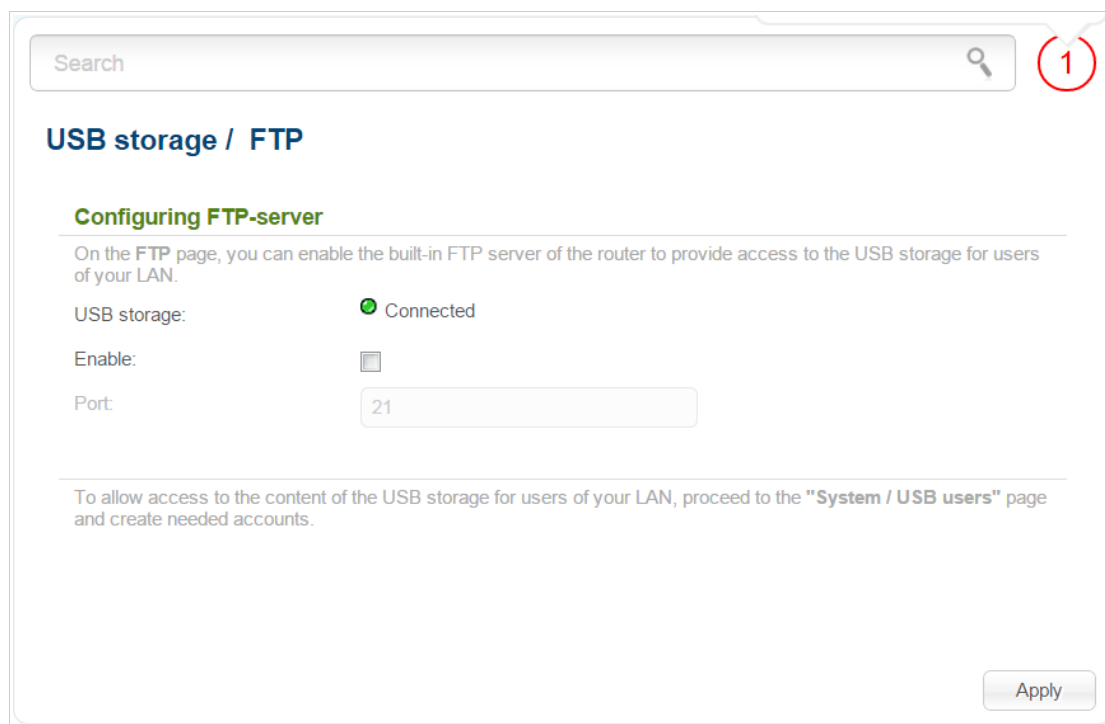 Search
1
USB storage / FTP
Configuring FTP-server
On the FTP page, you can enable the built-in FTP server of the router to provide access to the USB storage for users
of your LAN.
USB storage: Connected
Enable:
Port: 21
To allow access to the content of the USB storage for users of your LAN, proceed to the "System / USB users" page
and create needed accounts.
Apply